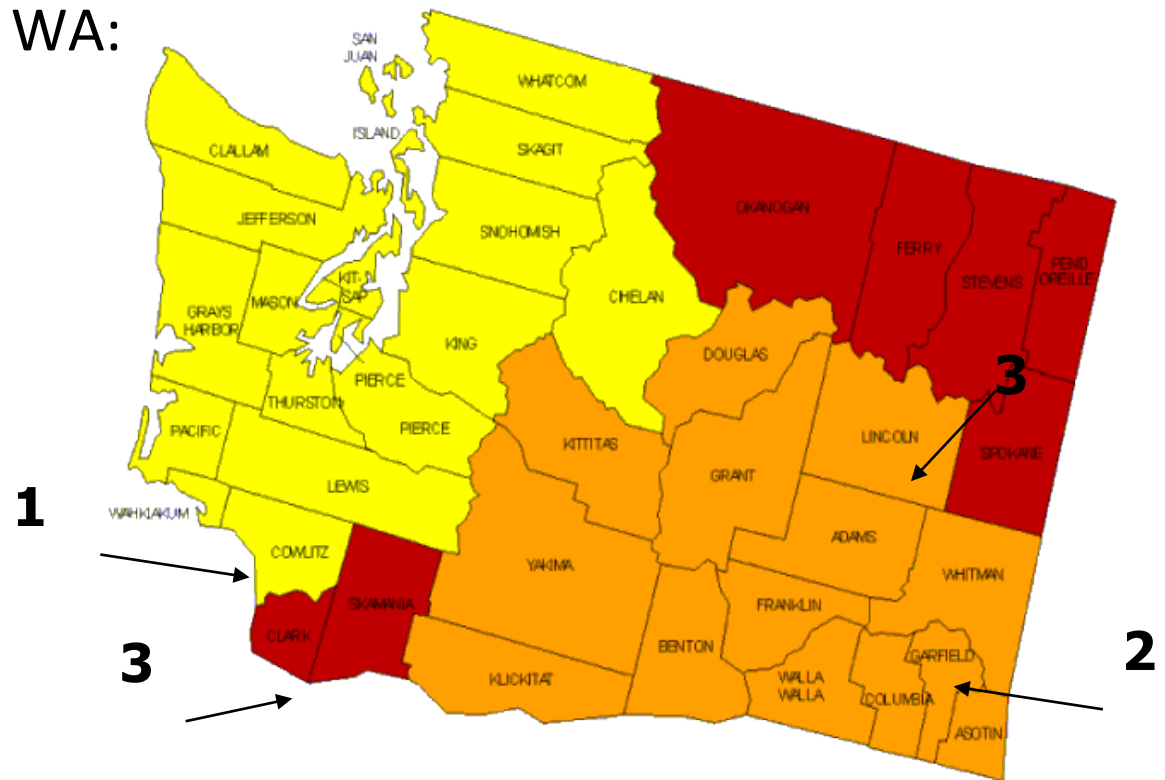 WA:
SAN
JUAN
WHATCOM
ISLAND
SKAGIT
CLALLAM
OKANOGAN
JEFFERSON
SNOHOMISH
FERRY
PEND
OREILLE
STEVENS
KIT-
SAP
MASON
CHELAN
GRAYS
HARBOR
KING
DOUGLAS
3
PIERCE
THURSTON
PACIFIC
PIERCE
KITTITAS
LINCOLN
SPOKANE
GRANT
LEWIS
1
WAHKIAKUM
ADAMS
COWLITZ
YAKIMA
WHITMAN
SKAMANIA
FRANKLIN
CLARK
BENTON
GARFIELD
2
3
KLICKITAT
WALLA
WALLA
COLUMBIA
ASOTIN